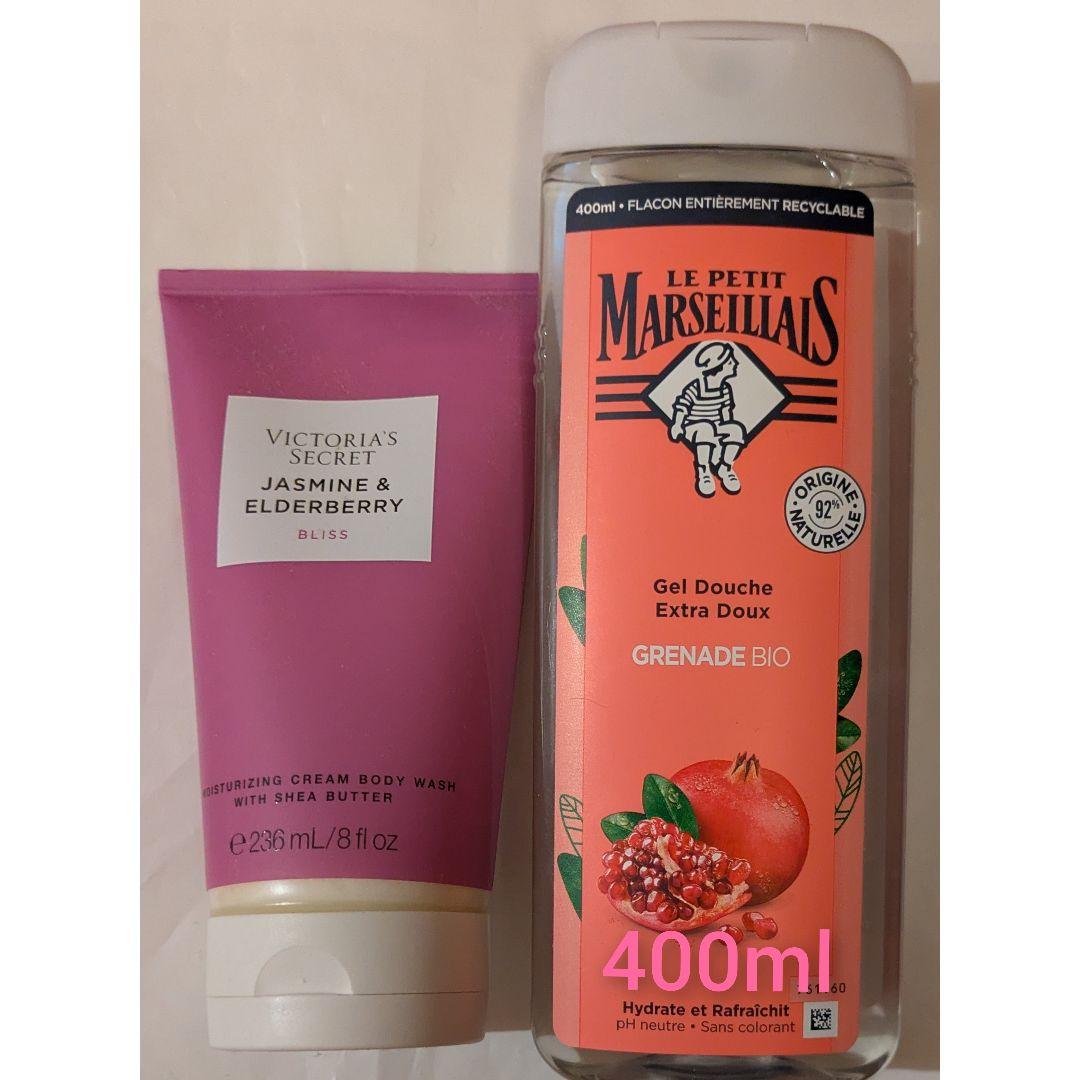 VICTORIA'S
SECRET
JASMINE &
ELDERBERRY
BLISS
MOISTURIZING CREAM BODY WASH
WITH SHEA BUTTER
e 236 mL/8 fl oz
400ml • FLACON ENTIÈREMENT RECYCLABLE
LE PETIT
MARSEILLAIS
ORIGINE
92%
NATURELLE
Gel Douche
Extra Doux
GRENADE BIO
400ml
Hydrate et Rafraîchit
pH neutre • Sans colorant